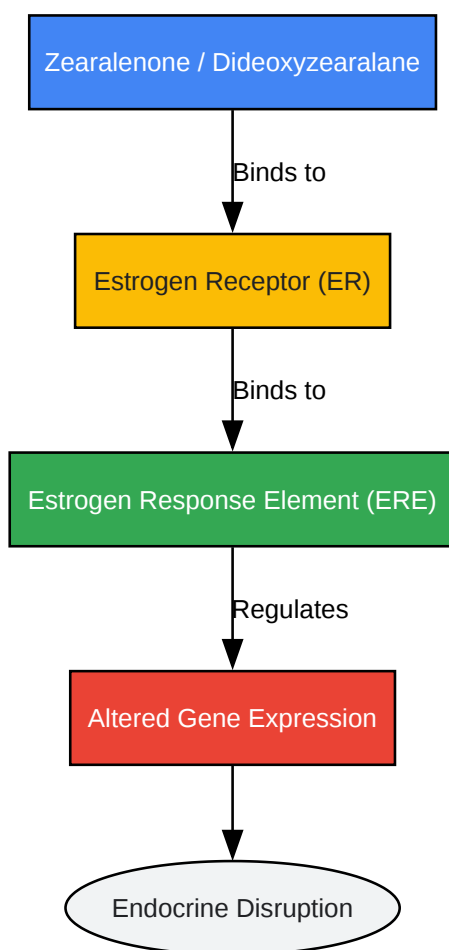 Zearalenone / Dideoxyzearalane
Binds to
Estrogen Receptor (ER)
Binds to
Estrogen Response Element (ERE)
Regulates
Altered Gene Expression
Endocrine Disruption